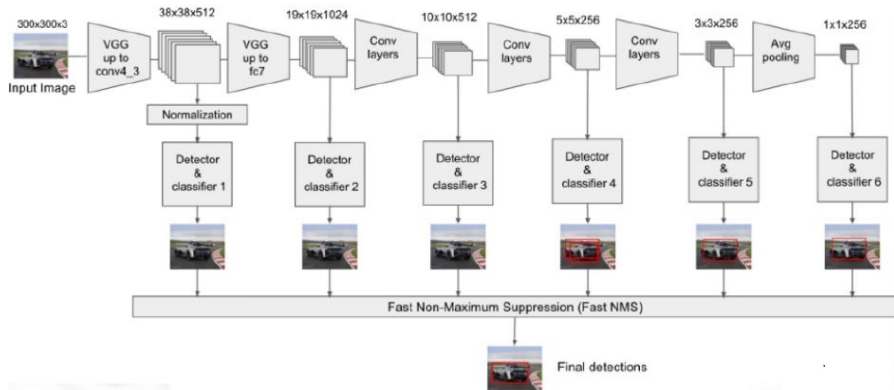 300x300x3
Input Image
VGG
up to
conv4_3
38x38x512
VGG
up to
fc7
19x19x1024
Conv
layers
10x10x512
Conv
layers
5x5x256
Conv
layers
3x3x256
Avg
pooling
1x1x256
Normalization
Detector
&
classifier 1
Detector
&
classifier 2
Detector
&
classifier 3
Detector
&
classifier 4
Detector
&
classifier 5
Detector
&
classifier 6
Fast Non-Maximum Suppression (Fast NMS)
Final detections